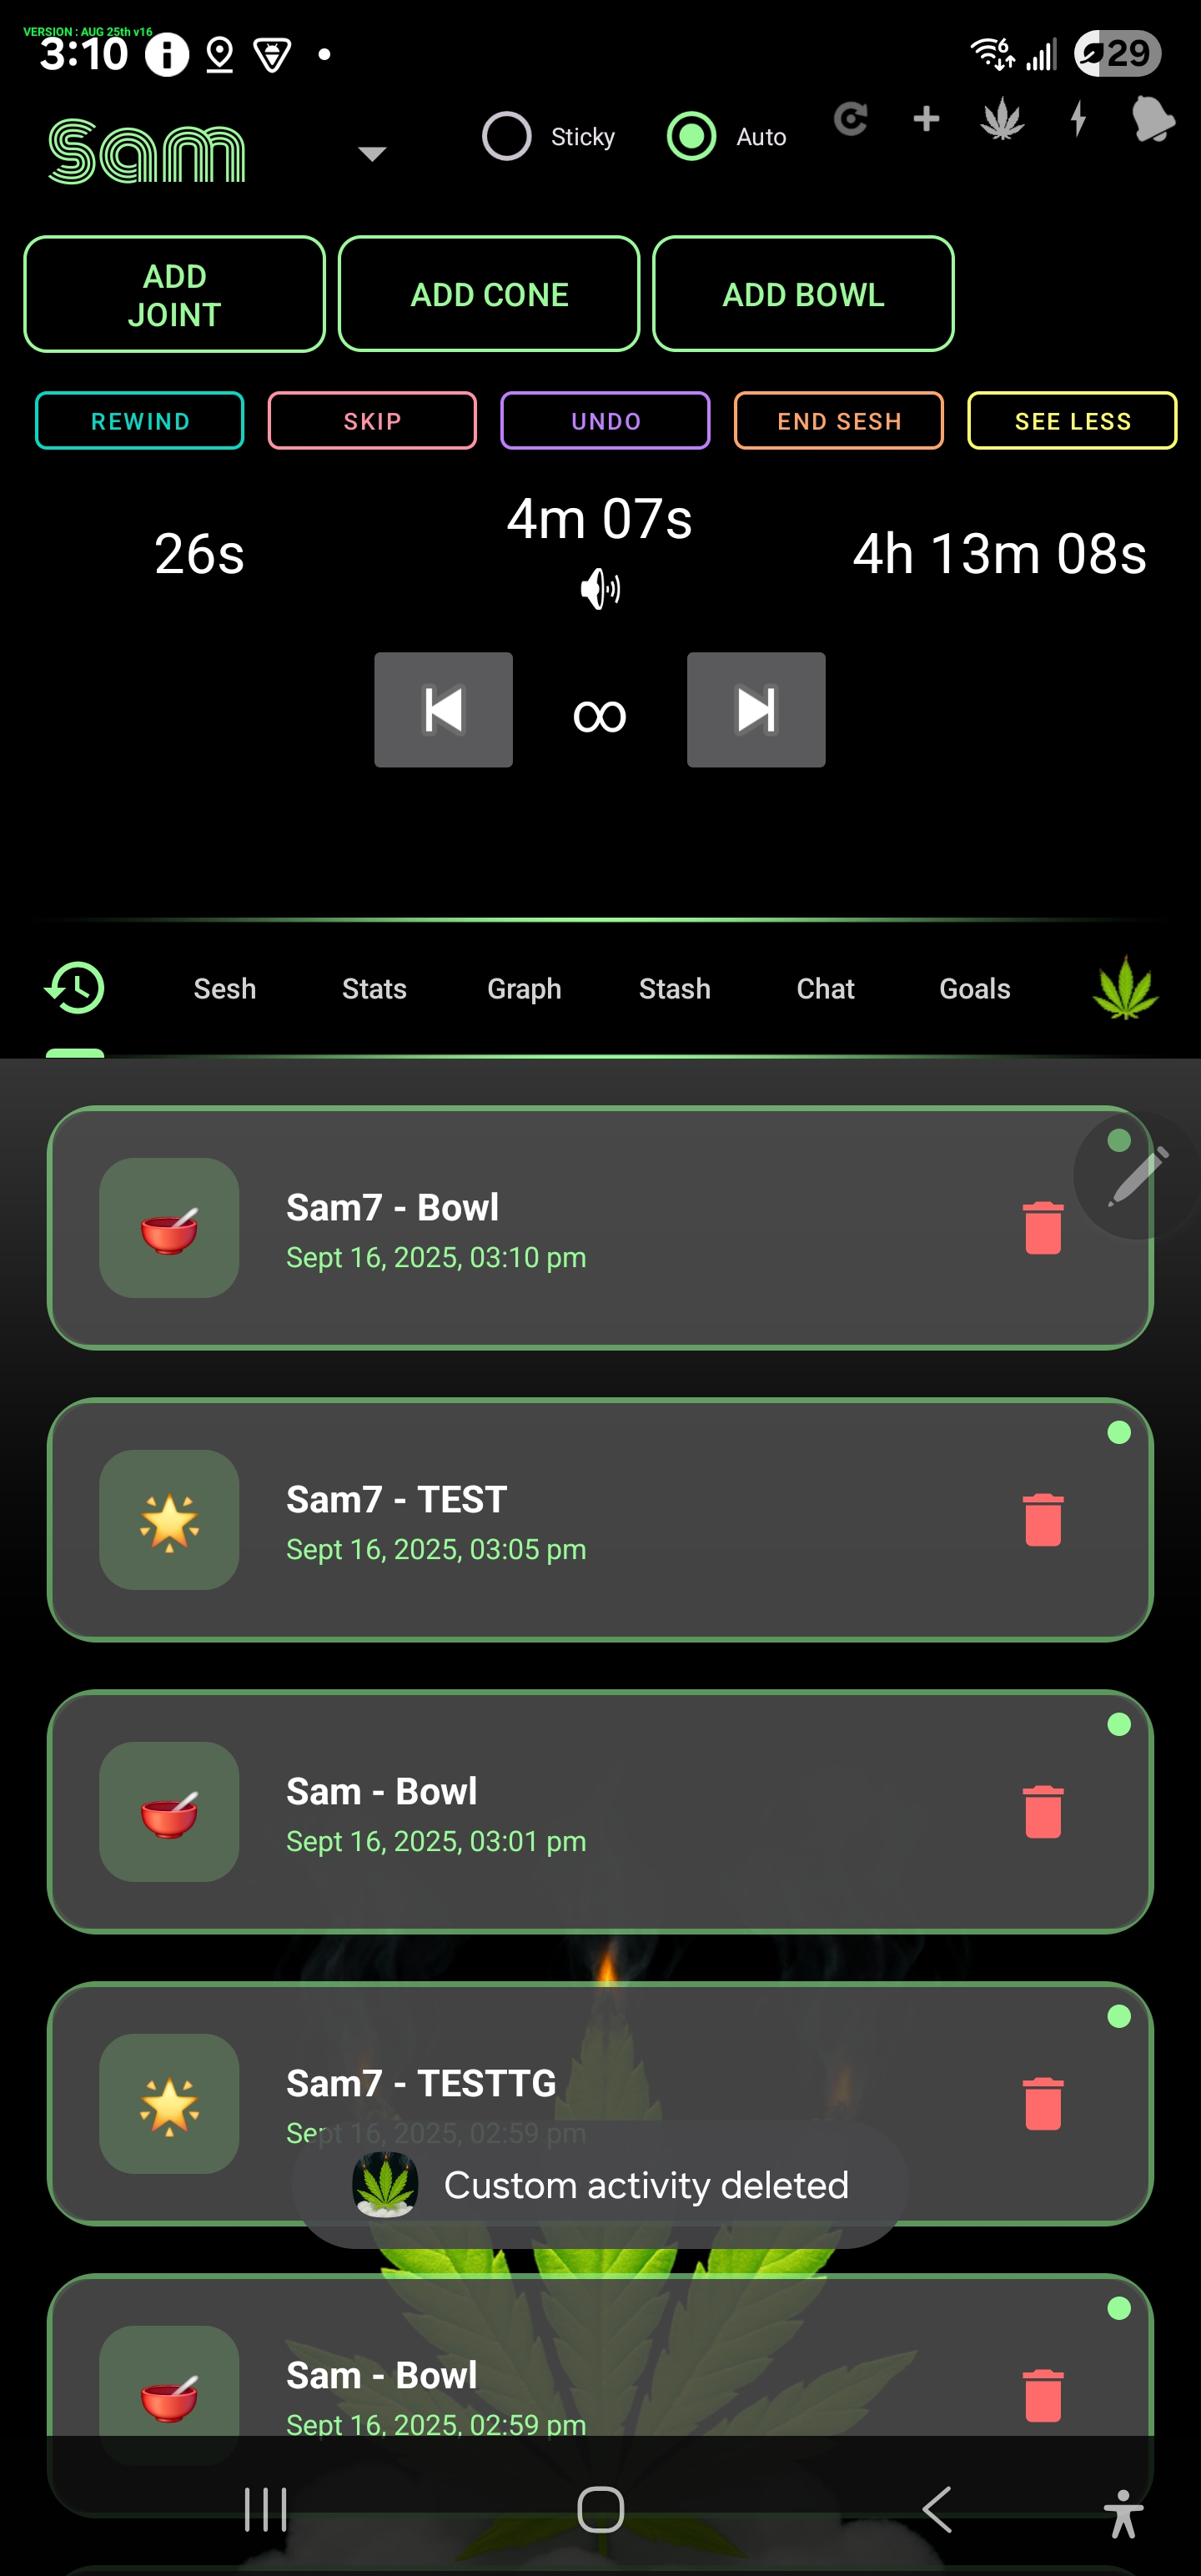 VERSION : AUG 25th v16
3:10
6
29
Sam
Sticky
Auto
ADD
JOINT
ADD CONE
ADD BOWL
REWIND
SKIP
UNDO
END SESH
SEE LESS
26s
4m 07s
4h 13m 08s
∞
Sesh
Stats
Graph
Stash
Chat
Goals
Sam7 - Bowl
Sept 16, 2025, 03:10 pm
Sam7 - TEST
Sept 16, 2025, 03:05 pm
Sam - Bowl
Sept 16, 2025, 03:01 pm
Sam7 - TESTTG
Sept 16, 2025, 02:59 pm
Custom activity deleted
Sam - Bowl
Sept 16, 2025, 02:59 pm